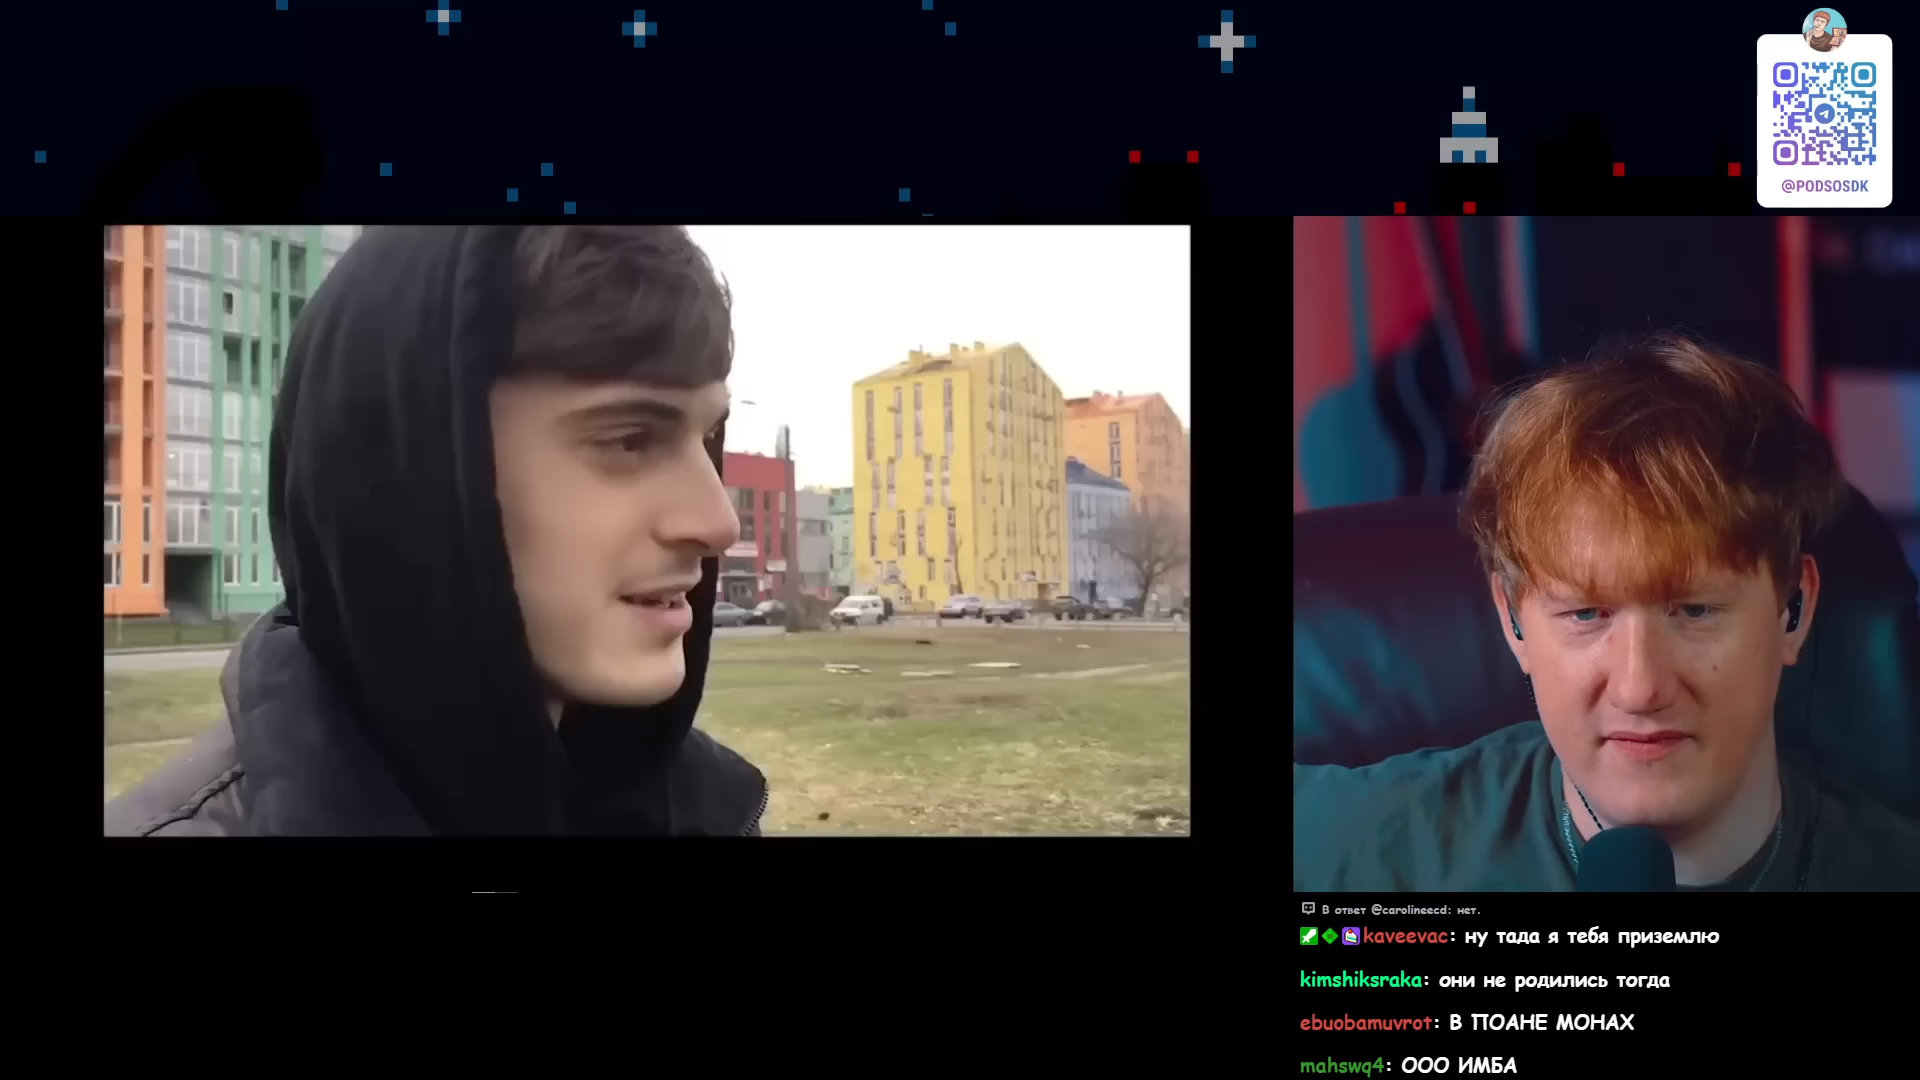 @PODSOSDK
В ответ @carolineecd: нет.
kaveevac: ну тада я тебя приземлю
kimshiksraka: они не родились тогда
ebuobamuvrot: В ПОАНЕ МОНАХ
mahswq4: ООО ИМБА